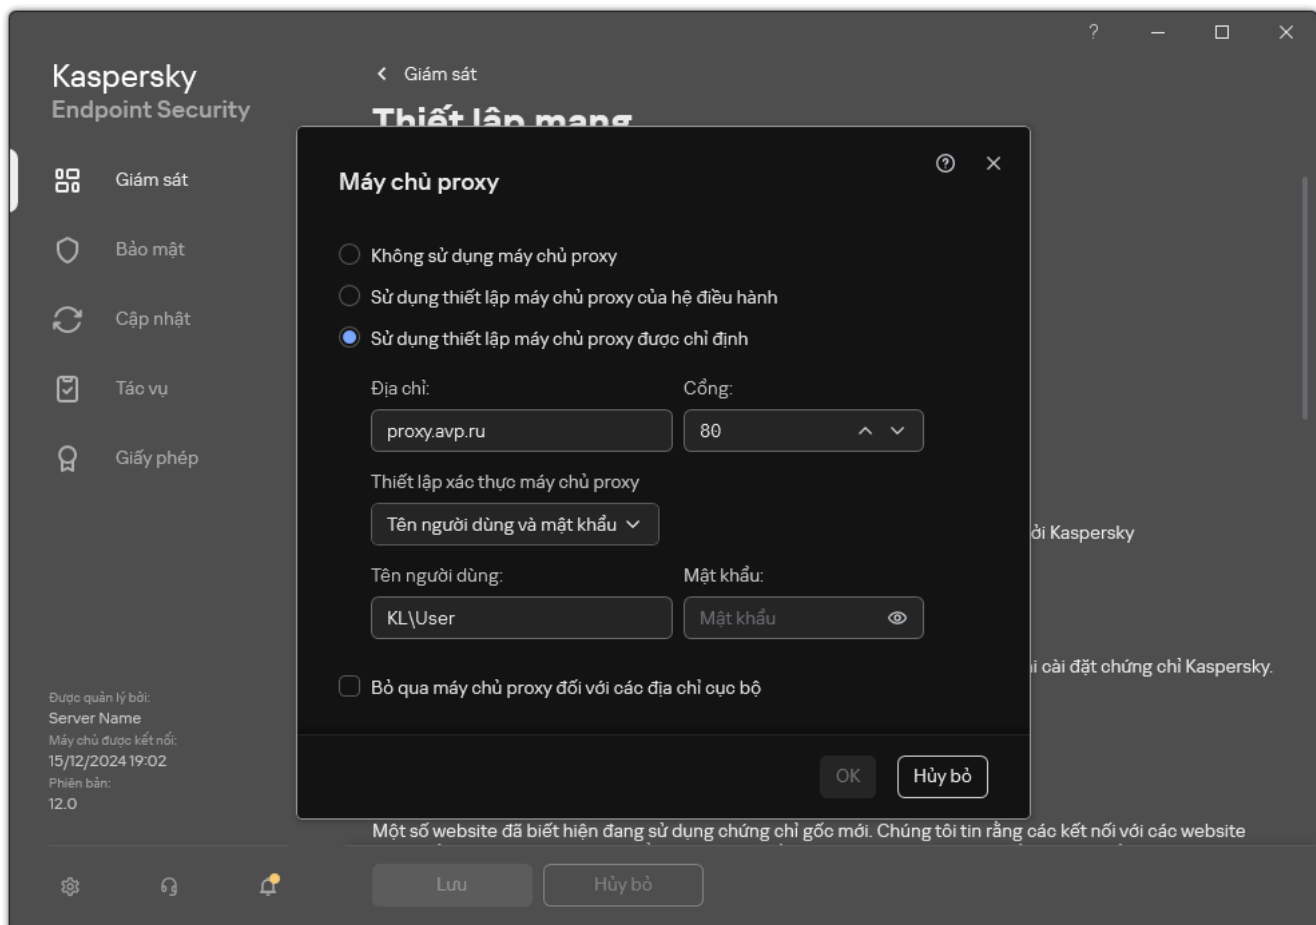 Kaspersky
Endpoint Security
Giám sát
Bảo mật
Cập nhật
Tác vụ
Giấy phép
Được quản lý bởi:
Server Name
Máy chủ được kết nối:
15/12/2024 19:02
Phiên bản:
12.0
?
Giám sát
Thiết lập mạng
Máy chủ proxy
Không sử dụng máy chủ proxy
Sử dụng thiết lập máy chủ proxy của hệ điều hành
Sử dụng thiết lập máy chủ proxy được chỉ định
Địa chỉ: Cổng:
proxy.avp.ru 80
Thiết lập xác thực máy chủ proxy
Tên người dùng và mật khẩu
Tên người dùng: Mật khẩu:
KL\User Mật khẩu
Bỏ qua máy chủ proxy đối với các địa chỉ cục bộ
OK Hủy bỏ
ởi Kaspersky
i cài đặt chứng chỉ Kaspersky.
Một số website đã biết hiện đang sử dụng chứng chỉ gốc mới. Chúng tôi tin rằng các kết nối với các website
Lưu Hủy bỏ